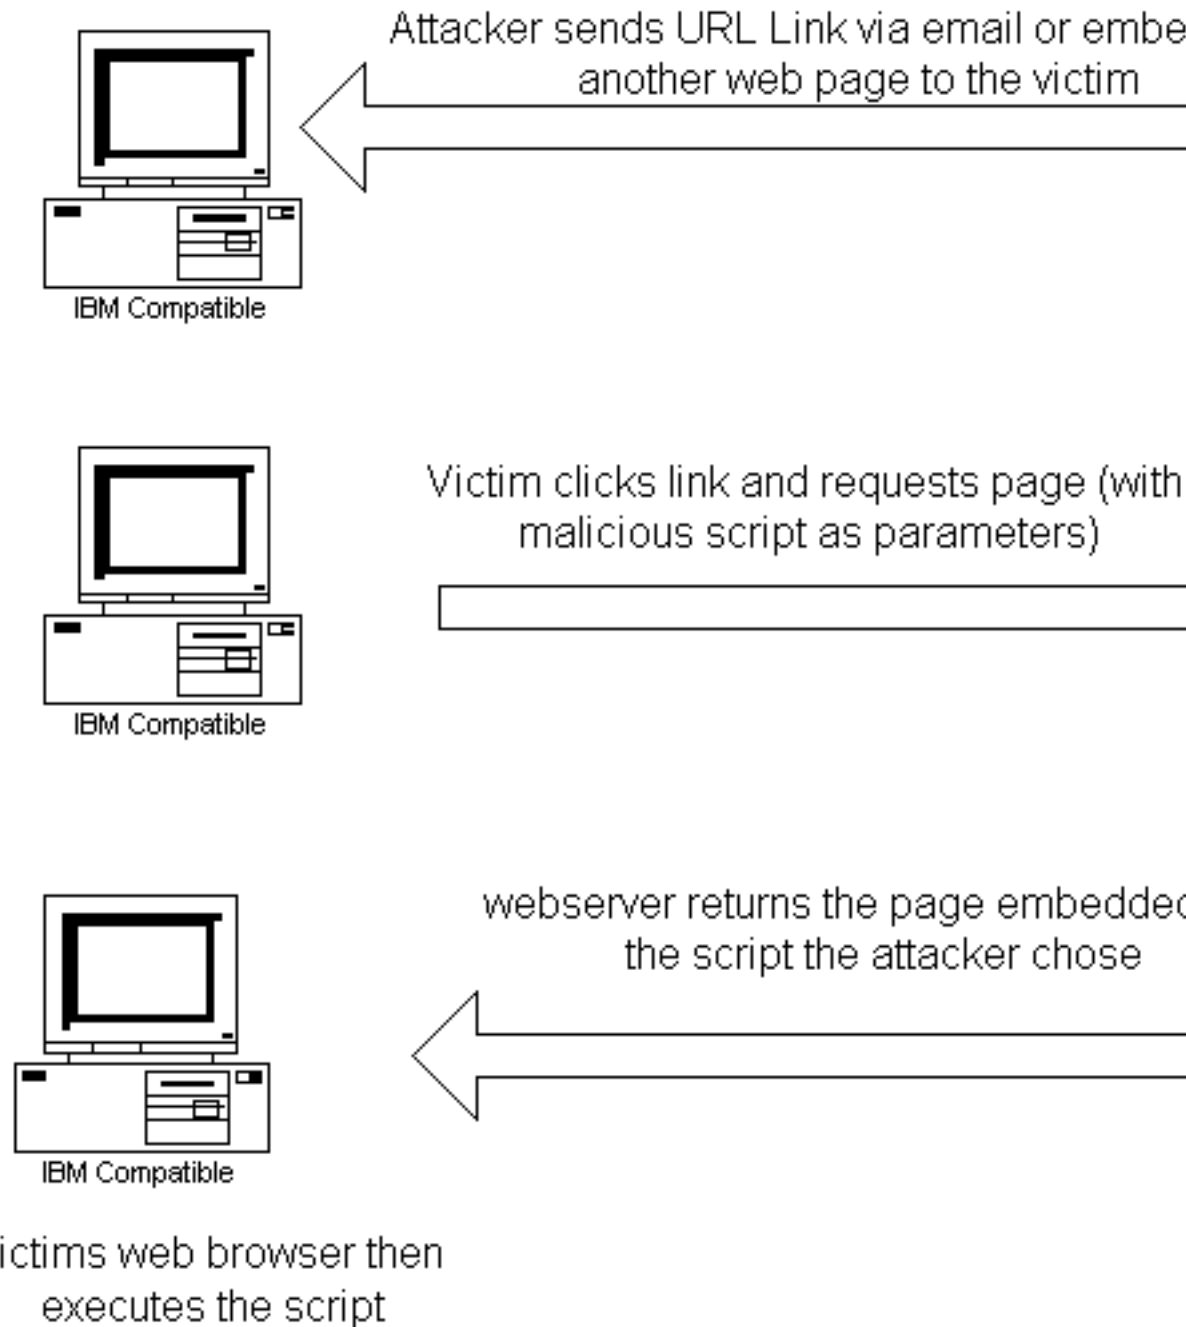 Attacker sends URL Link via email or embe
another web page to the victim
IBM Compatible
Victim clicks link and requests page (with
malicious script as parameters)
IBM Compatible
webserver returns the page embedded
the script the attacker chose
IBM Compatible
ictims web browser then
executes the script